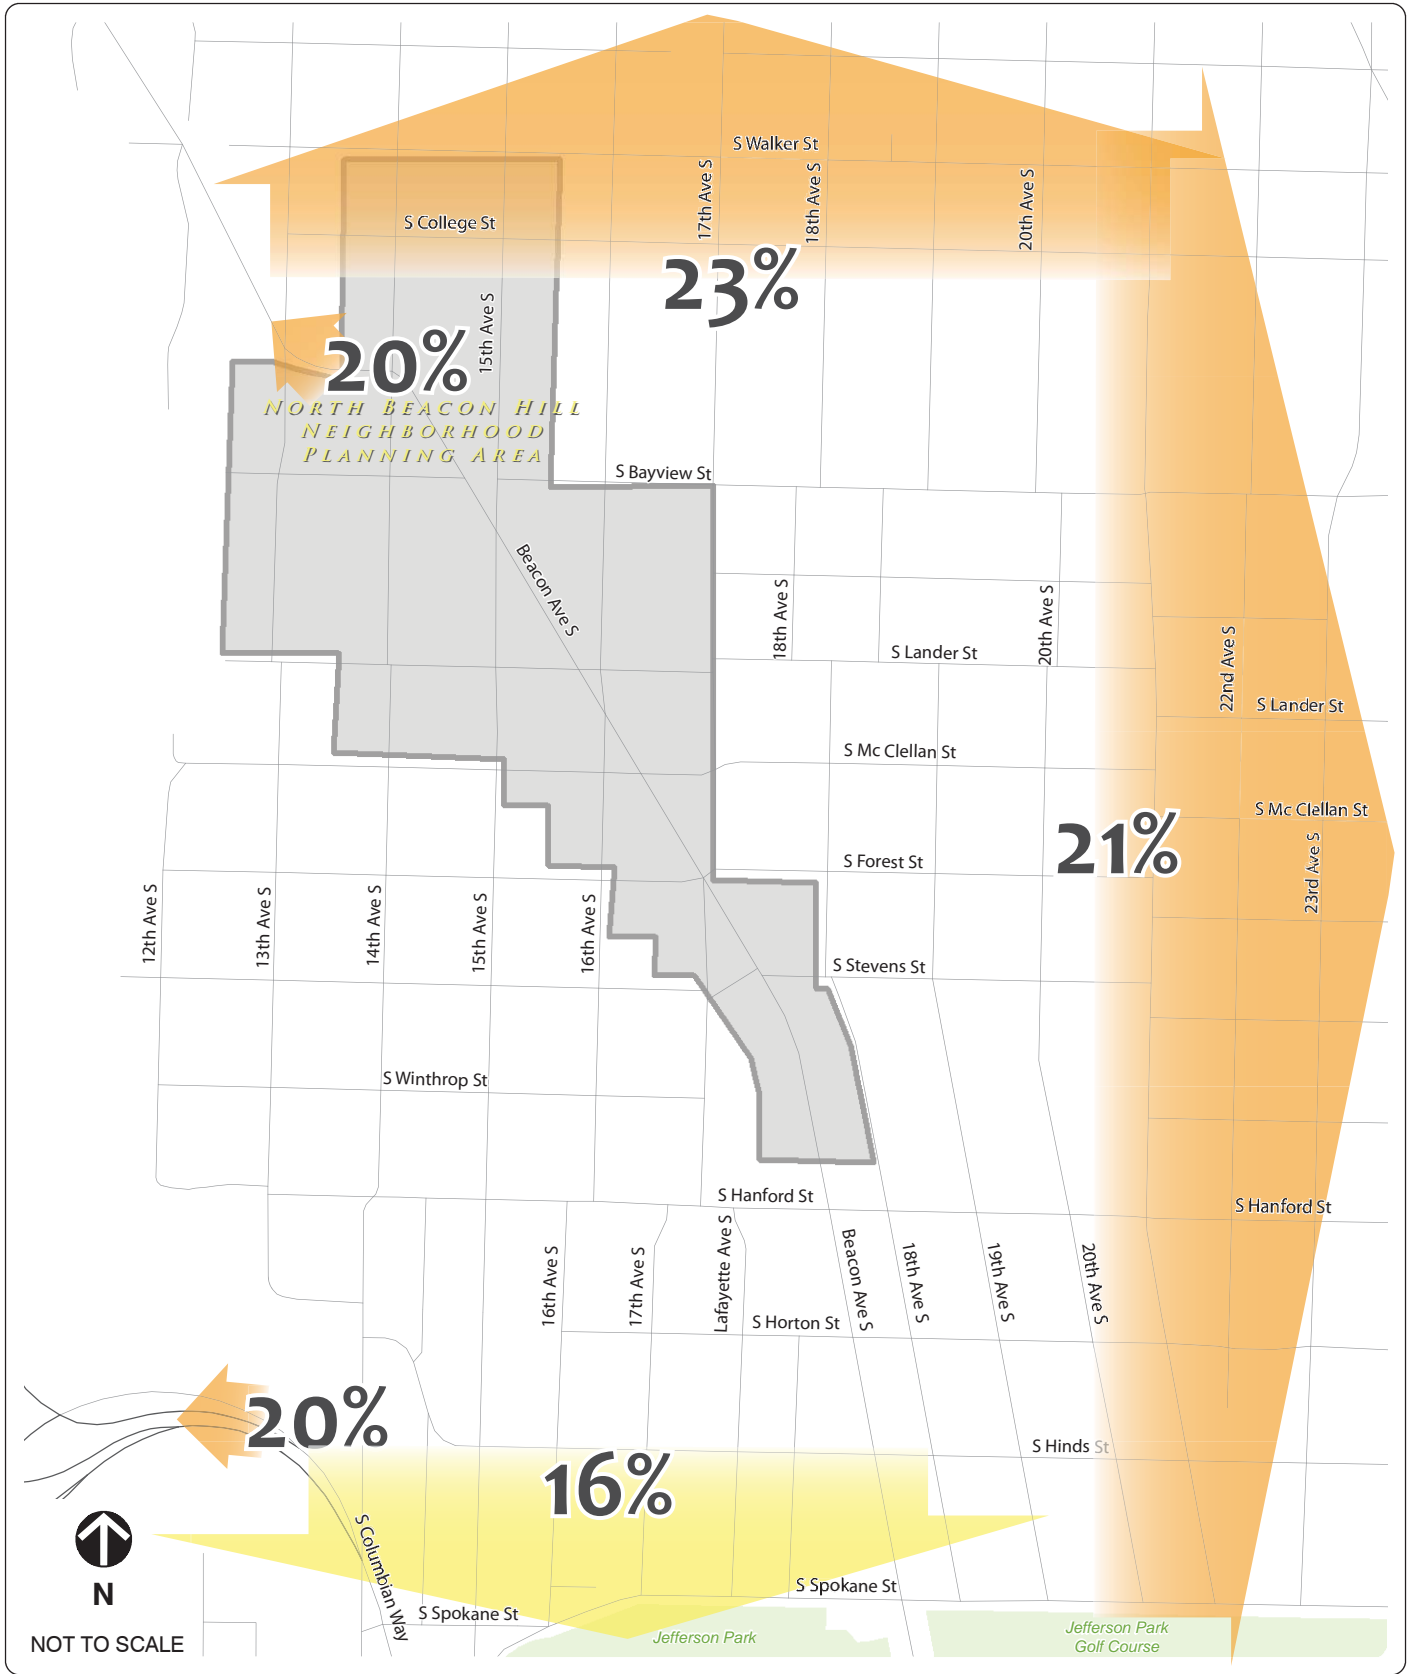 S Walker St
17th Ave S
18th Ave S
20th Ave S
S College St
23%
15th Ave S
20%
North Beacon Hill
Neighborhood
Planning Area
S Bayview St
Beacon Ave S
18th Ave S
20th Ave S
22nd Ave S
S Lander St
S Lander St
S Mc Clellan St
S Mc Clellan St
21%
S Forest St
23rd Ave S
12th Ave S
13th Ave S
14th Ave S
15th Ave S
16th Ave S
S Stevens St
S Winthrop St
S Hanford St
S Hanford St
16th Ave S
17th Ave S
Lafayette Ave S
Beacon Ave S
18th Ave S
19th Ave S
20th Ave S
S Horton St
20%
S Hinds St
16%
S Columbian Way
N
S Spokane St
S Spokane St
NOT TO SCALE
Jefferson Park
Jefferson Park
Golf Course